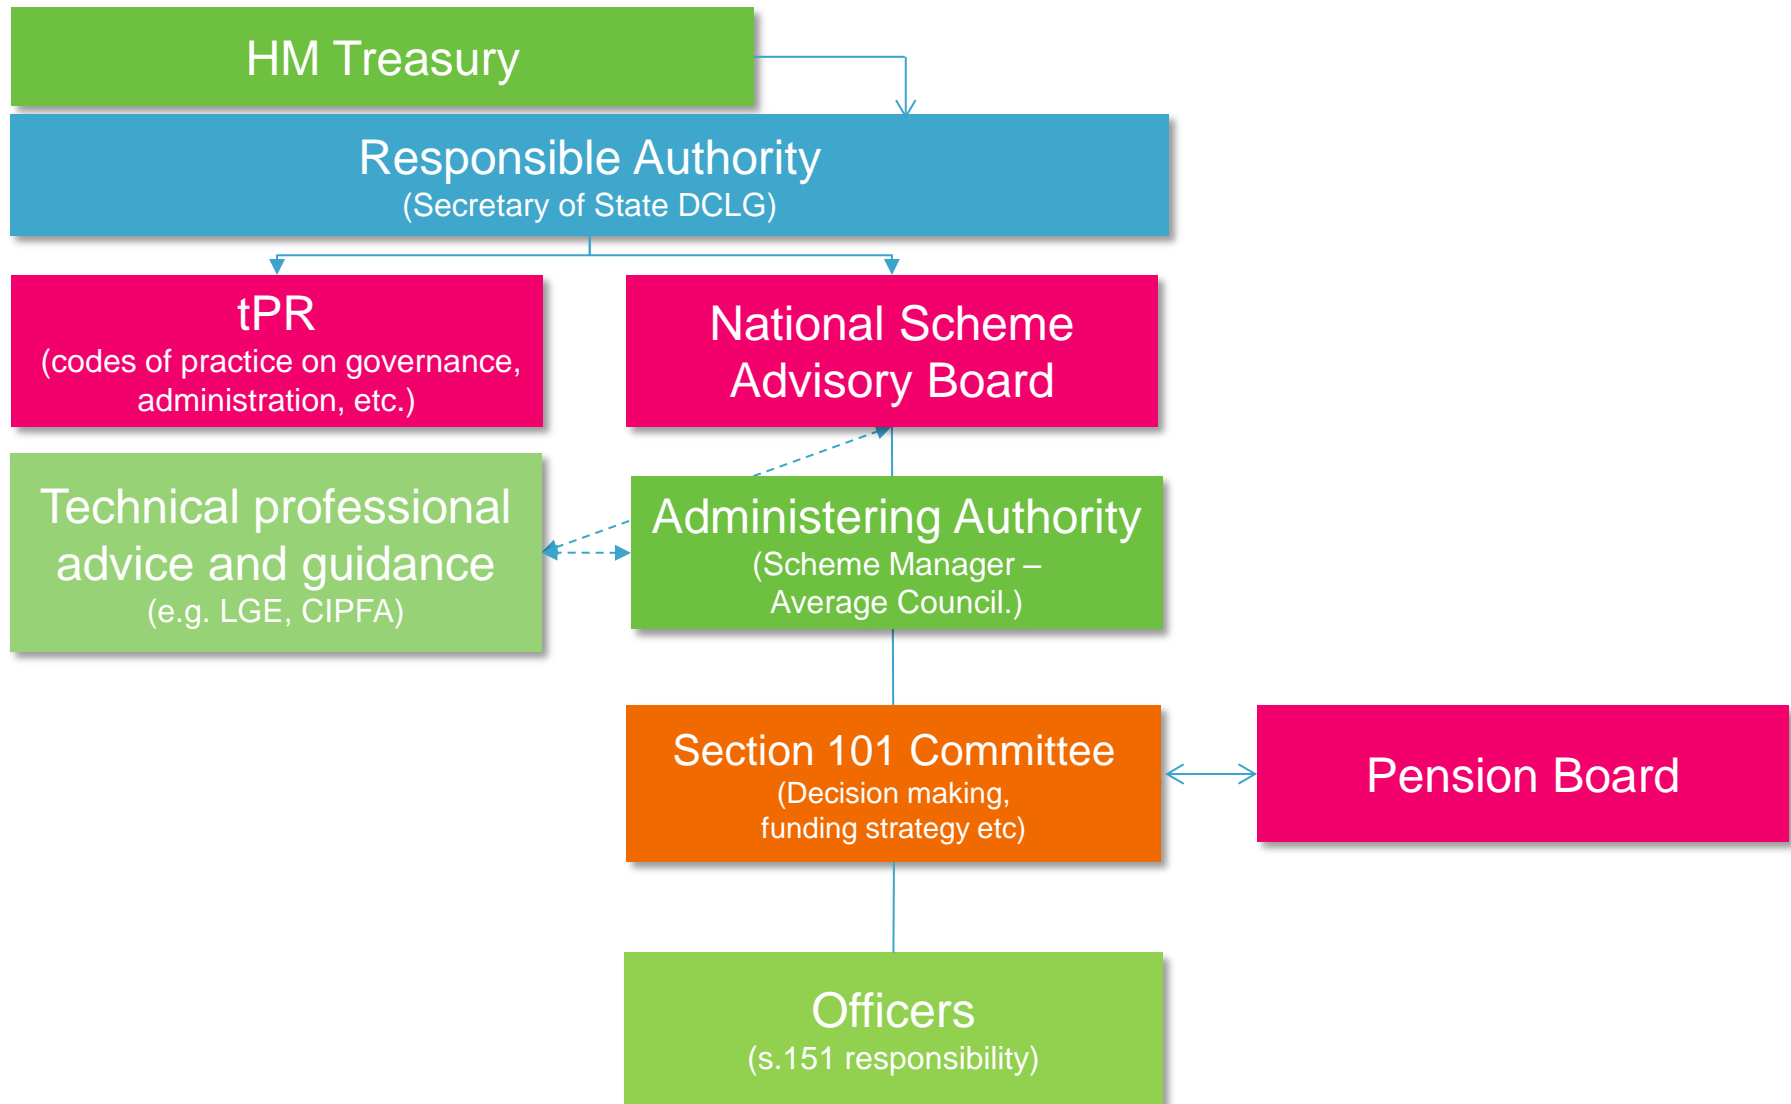 HM Treasury
Responsible Authority
(Secretary of State DCLG)
tPR
(codes of practice on governance,
administration, etc.)
National Scheme
Advisory Board
Technical professional
advice and guidance
(e.g. LGE, CIPFA)
Administering Authority
(Scheme Manager –
Average Council.)
Section 101 Committee
(Decision making,
funding strategy etc)
Pension Board
Officers
(s.151 responsibility)